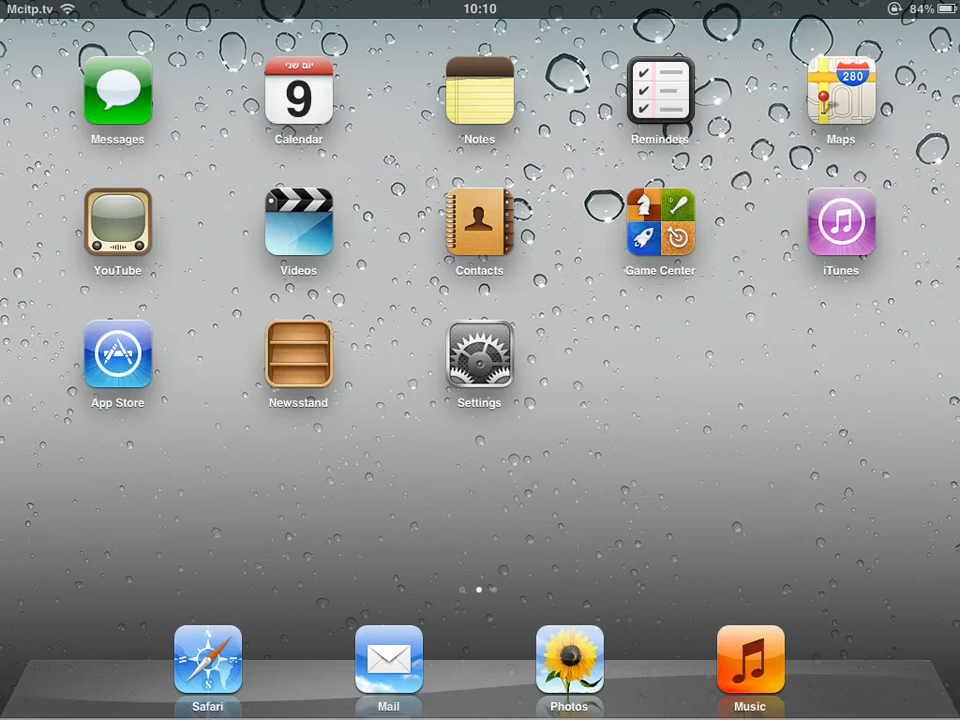 Mcitp.tv 10:10 84%
יום שני
9
280
Messages Calendar Notes Reminders Maps
YouTube Videos Contacts Game Center iTunes
App Store Newsstand Settings
N
S
Safari Mail Photos Music